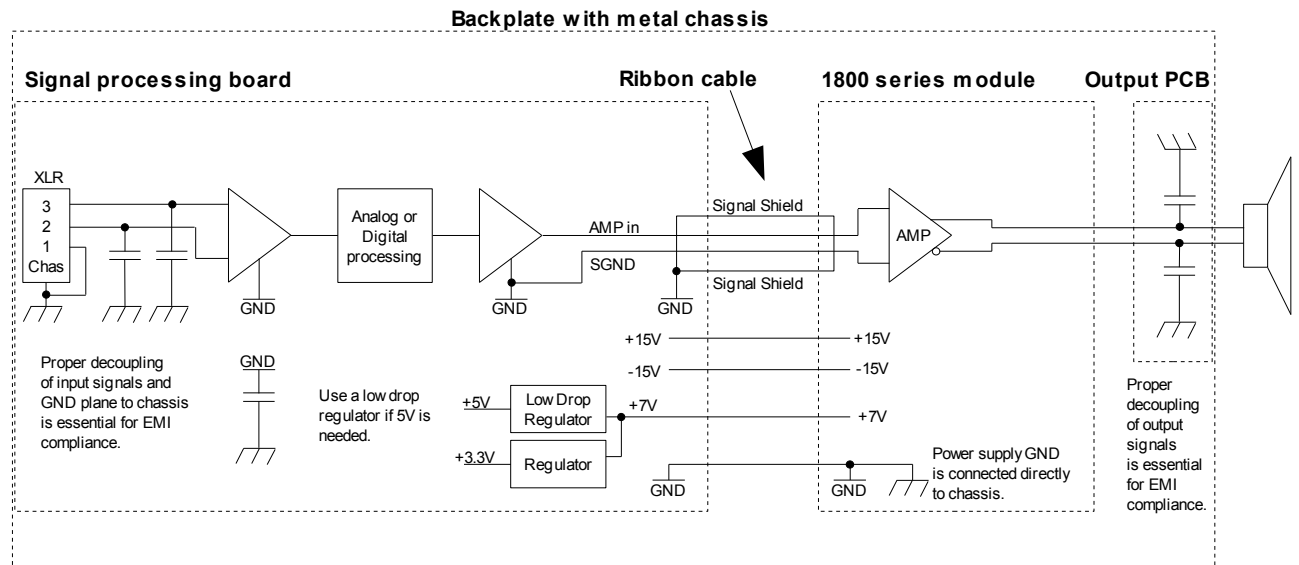 Backplate with metal chassis
Signal processing board
Ribbon cable
1800 series module
Output PCB
XLR
3
2
1
Chas
GND
Analog or
Digital
processing
GND
AMP in
SGND
Signal Shield
Signal Shield
GND
AMP
+15V
+15V
-15V
-15V
Proper decoupling
of input signals and
GND plane to chassis
is essential for EMI
compliance.
GND
Use a low drop
regulator if 5V is
needed.
+5V
Low Drop
Regulator
+7V
+7V
+3.3V
Regulator
GND
GND
Power supply GND
is connected directly
to chassis.
Proper
decoupling
of output
signals
is essential
for EMI
compliance.